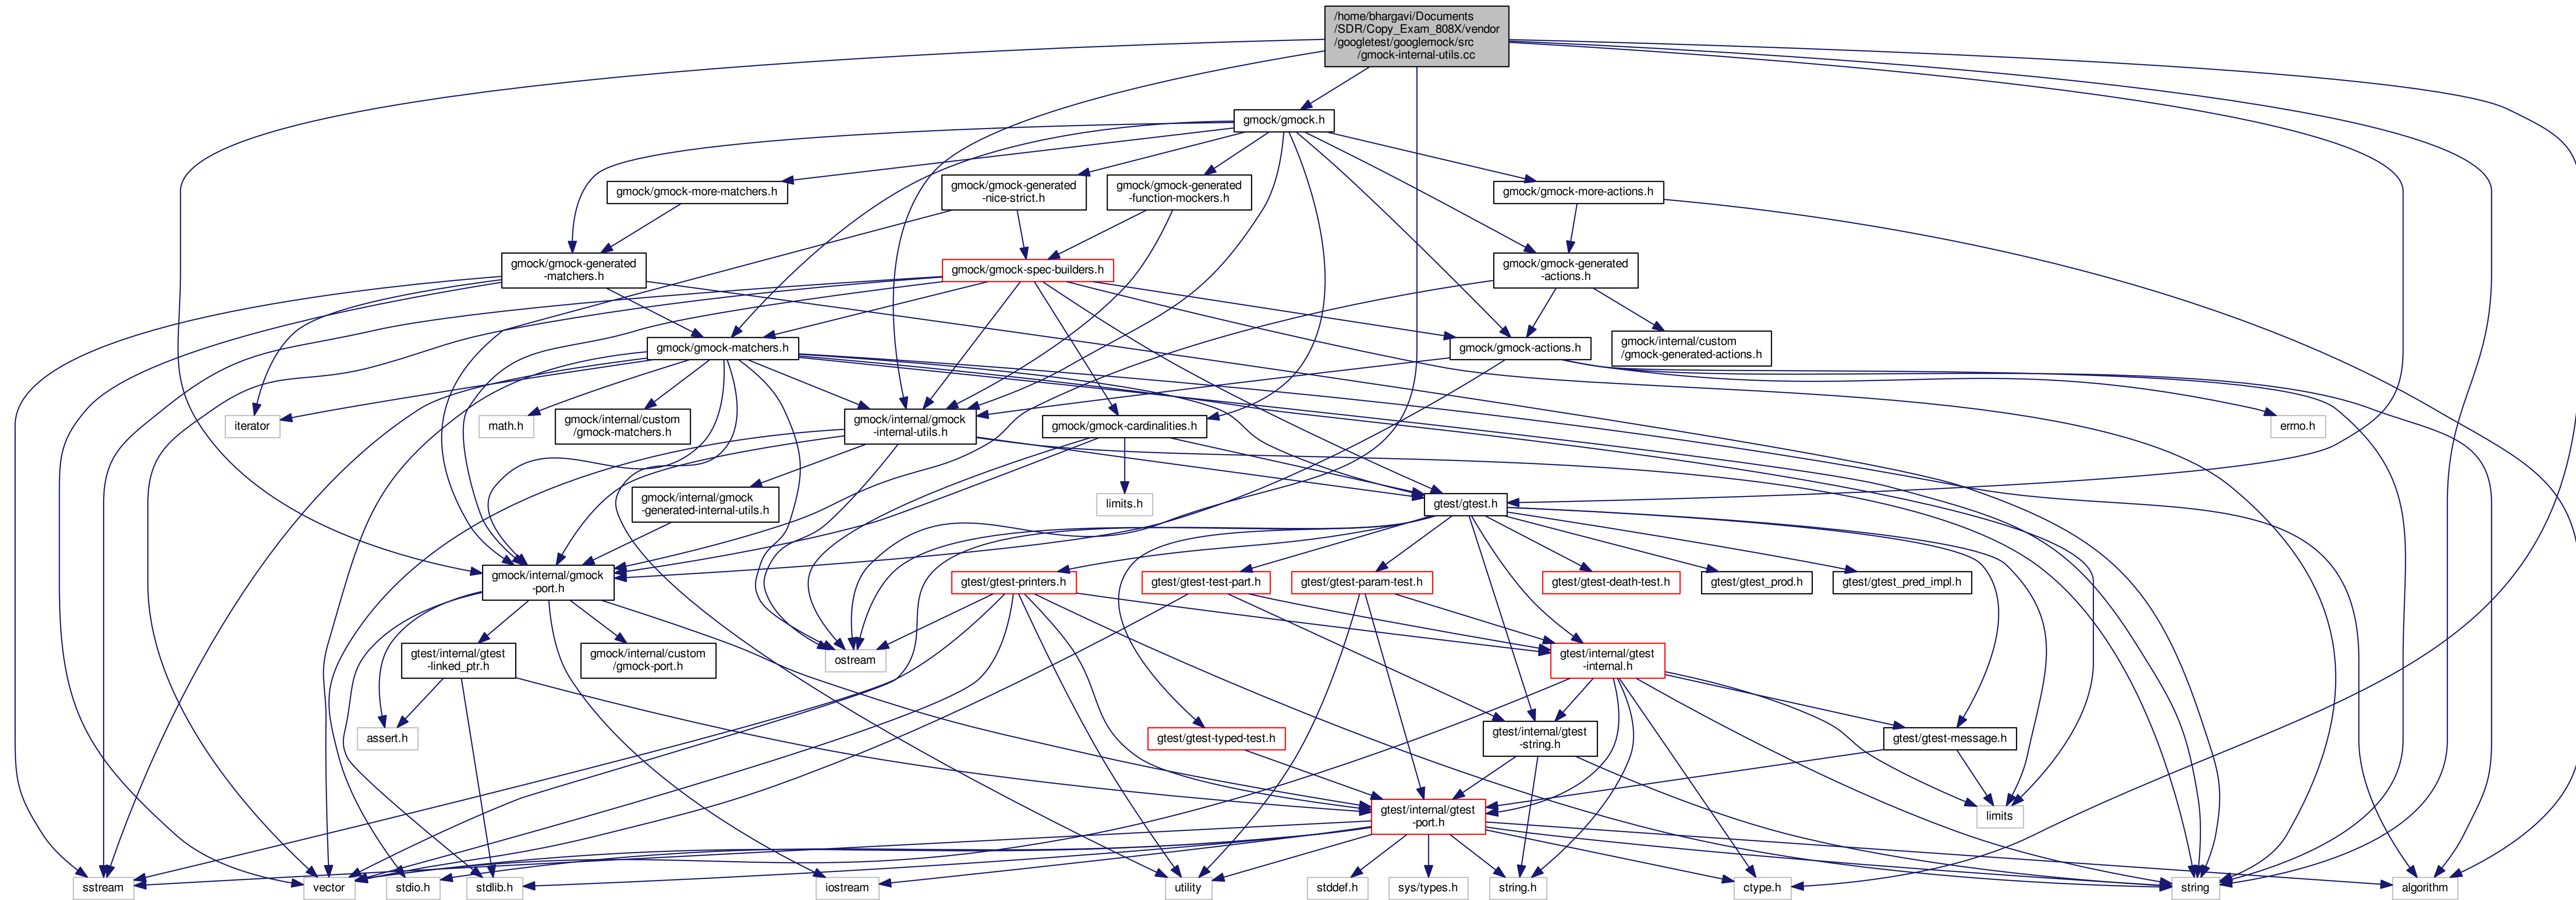 /home/bhargavi/Documents
/SDR/Copy_Exam_808X/vendor
/googletest/googlemock/src
/gmock-internal-utils.cc
gmock/gmock.h
gmock/gmock-more-matchers.h
gmock/gmock-generated
-nice-strict.h
gmock/gmock-generated
-function-mockers.h
gmock/gmock-more-actions.h
gmock/gmock-generated
-matchers.h
gmock/gmock-spec-builders.h
gmock/gmock-generated
-actions.h
gmock/gmock-matchers.h
gmock/gmock-actions.h
gmock/internal/custom
/gmock-generated-actions.h
iterator
math.h
gmock/internal/custom
/gmock-matchers.h
gmock/internal/gmock
-internal-utils.h
gmock/gmock-cardinalities.h
errno.h
gmock/internal/gmock
-generated-internal-utils.h
limits.h
gtest/gtest.h
gmock/internal/gmock
-port.h
gtest/gtest-printers.h
gtest/gtest-test-part.h
gtest/gtest-param-test.h
gtest/gtest-death-test.h
gtest/gtest_prod.h
gtest/gtest_pred_impl.h
gtest/internal/gtest
-linked_ptr.h
gmock/internal/custom
/gmock-port.h
ostream
gtest/internal/gtest
-internal.h
assert.h
gtest/gtest-typed-test.h
gtest/internal/gtest
-string.h
gtest/gtest-message.h
gtest/internal/gtest
-port.h
limits
sstream
vector
stdio.h
stdlib.h
iostream
utility
stddef.h
sys/types.h
string.h
ctype.h
string
algorithm